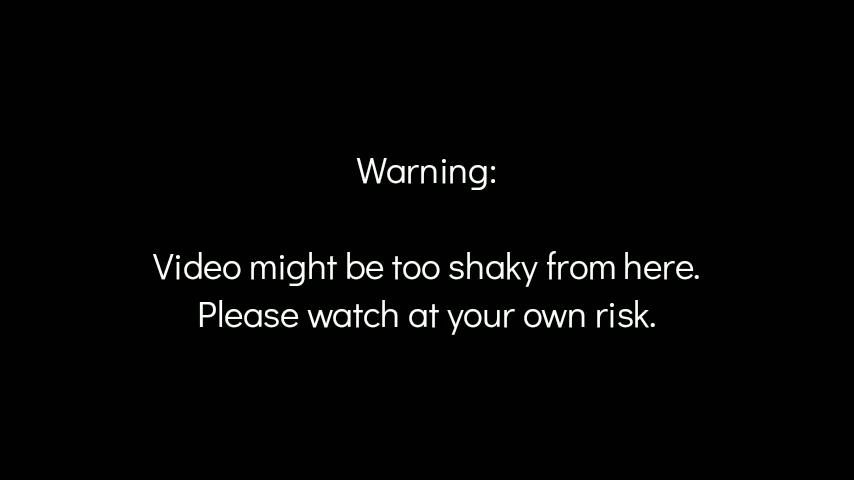 Warning:
Video might be too shaky from here.
Please watch at your own risk.